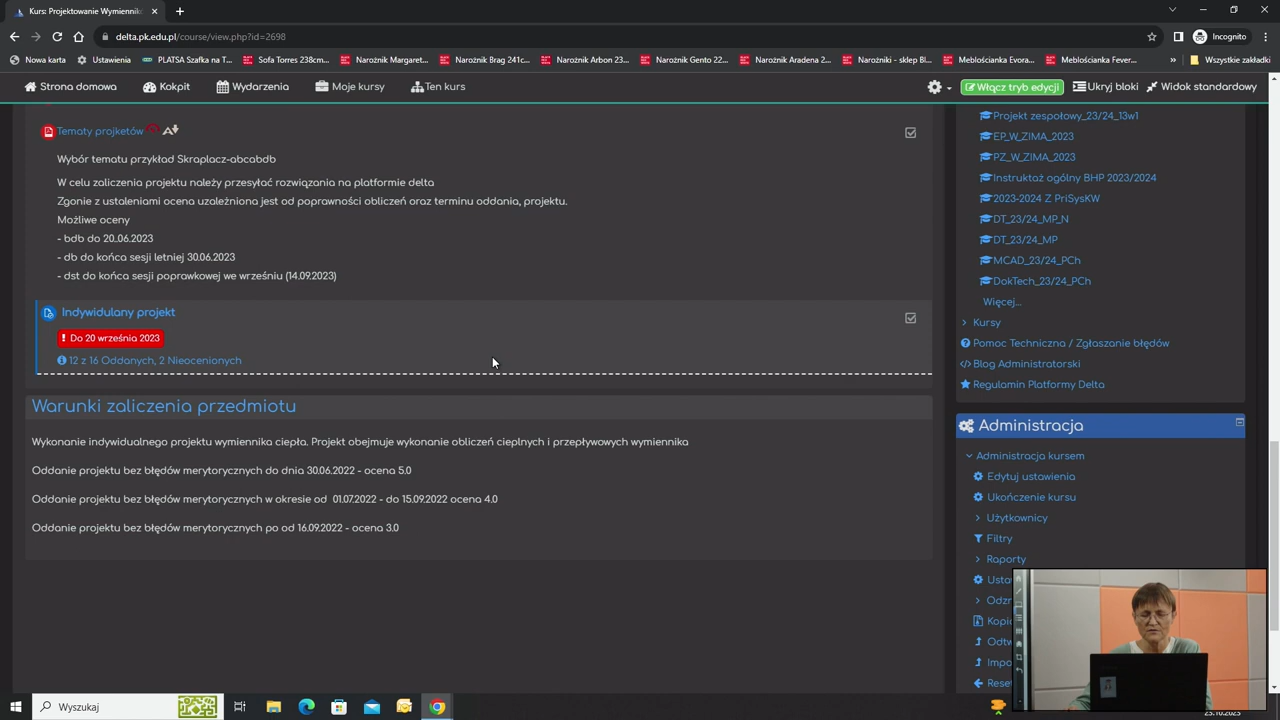 Kurs: Projektowanie Wymiennikó
delta.pk.edu.pl/course/view.php?id=2698
Incognito
Nowa karta
Ustawienia
PLATSA Szafka na T...
Sofa Torres 238cm...
Narożnik Margaret...
Narożnik Brag 241c...
Narożnik Arbon 23...
Narożnik Gento 22...
Narożnik Aradena 2...
Narożniki - sklep Bl...
Meblościanka Evora...
Meblościanka Fever...
Wszystkie zakładki
Strona domowa
Kokpit
Wydarzenia
Moje kursy
Ten kurs
Włącz tryb edycji
Ukryj bloki
Widok standardowy
Tematy projketów
Wybór tematu przykład Skraplacz-abcabdb
W celu zaliczenia projektu należy przesyłać rozwiązania na platformie delta
Zgonie z ustaleniami ocena uzależniona jest od poprawności obliczeń oraz terminu oddania, projektu.
Możliwe oceny
- bdb do 20.06.2023
- db do końca sesji letniej 30.06.2023
- dst do końca sesji poprawkowej we wrześniu (14.09.2023)
Indywidulany projekt
Do 20 września 2023
12 z 16 Oddanych, 2 Nieocenionych
Warunki zaliczenia przedmiotu
Wykonanie indywidualnego projektu wymiennika ciepła. Projekt obejmuje wykonanie obliczeń cieplnych i przepływowych wymiennika
Oddanie projektu bez błędów merytorycznych do dnia 30.06.2022 - ocena 5.0
Oddanie projektu bez błędów merytorycznych w okresie od 01.07.2022 - do 15.09.2022 ocena 4.0
Oddanie projektu bez błędów merytorycznych po od 16.09.2022 - ocena 3.0
Projekt zespołowy_23/24_13w1
EP_W_ZIMA_2023
PZ_W_ZIMA_2023
Instruktaż ogólny BHP 2023/2024
2023-2024 Z PriSysKW
DT_23/24_MP_N
DT_23/24_MP
MCAD_23/24_PCh
DokTech_23/24_PCh
Więcej...
Kursy
Pomoc Techniczna / Zgłaszanie błędów
Blog Administratorski
Regulamin Platformy Delta
Administracja
Administracja kursem
Edytuj ustawienia
Ukończenie kursu
Użytkownicy
Filtry
Raporty
Usta
Odzn
Kopi
Odtw
Impo
Reset
Wyszukaj
23.10.2023